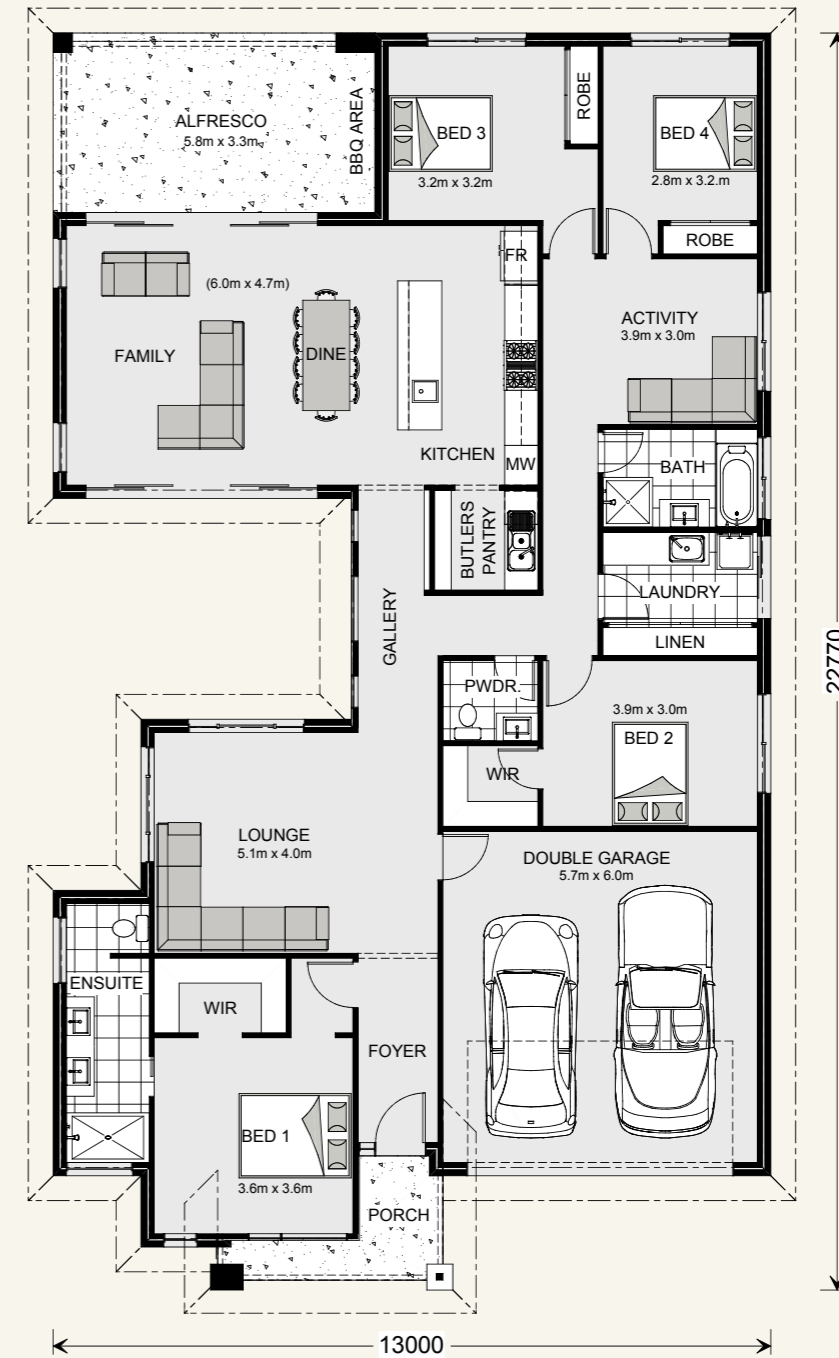 ALFRESCO
5.8m x 3.3m
BBQ AREA
BED 3
3.2m x 3.2m
ROBE
BED 4
2.8m x 3.2.m
ROBE
FR
(6.0m x 4.7m)
FAMILY
DINE
ACTIVITY
3.9m x 3.0m
KITCHEN
MW
BATH
BUTLERS
PANTRY
GALLERY
LAUNDRY
LINEN
22770
PWDR.
3.9m x 3.0m
BED 2
WIR
LOUNGE
5.1m x 4.0m
DOUBLE GARAGE
5.7m x 6.0m
ENSUITE
WIR
FOYER
BED 1
3.6m x 3.6m
PORCH
13000